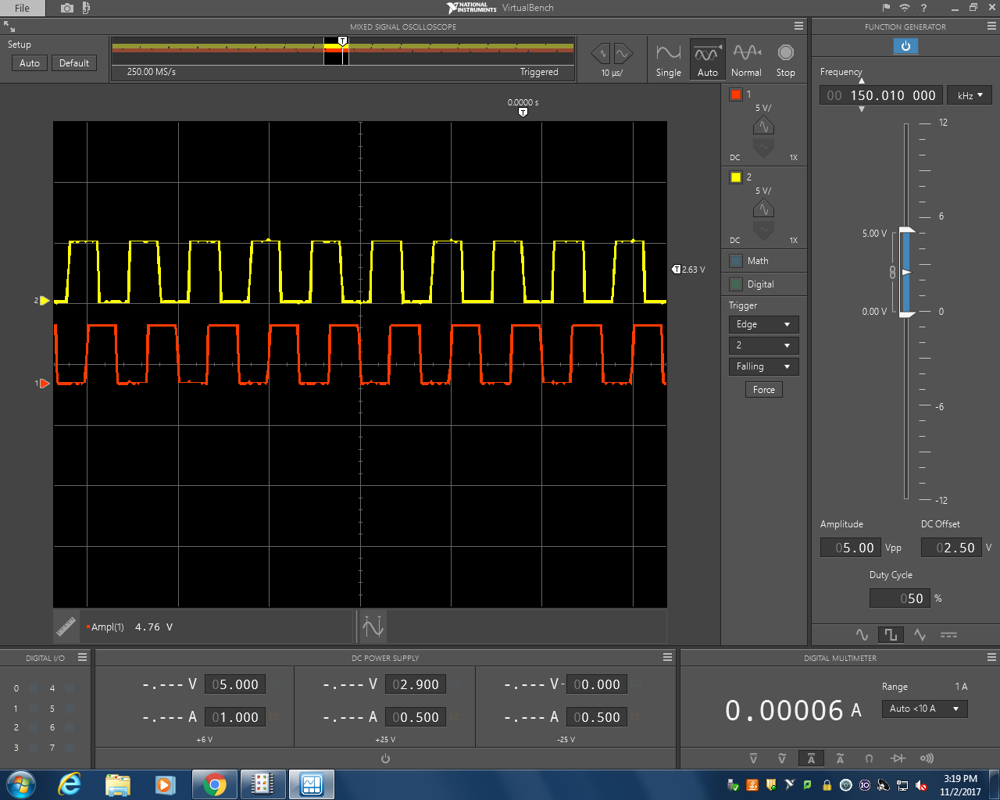 File
NATIONAL INSTRUMENTS VirtualBench
?
MIXED SIGNAL OSCILLOSCOPE
FUNCTION GENERATOR
Setup
Auto Default
250.00 MS/s Triggered
T
10 µs/
Single Auto Normal Stop
Frequency
00 150.010 000 kHz
0.0000 s
T
1
5 V/
DC 1X
2
5 V/
DC 1X
Math
Digital
Trigger
Edge
2
Falling
Force
T 2.63 V
2
1
12
6
5.00 V
0.00 V
0
-6
-12
Amplitude DC Offset
05.00 Vpp 02.50 V
Duty Cycle
050 %
Ampl(1) 4.76 V
DIGITAL I/O
0 4
1 5
2 6
3 7
DC POWER SUPPLY
-.--- V 05.000
-.--- A 01.000
+6 V
-.--- V 02.900
-.--- A 00.500
+25 V
-.--- V - 00.000
-.--- A 00.500
-25 V
DIGITAL MULTIMETER
0.00006 A
Range 1 A
Auto <10 A
V V A A Ω
3:19 PM
11/2/2017